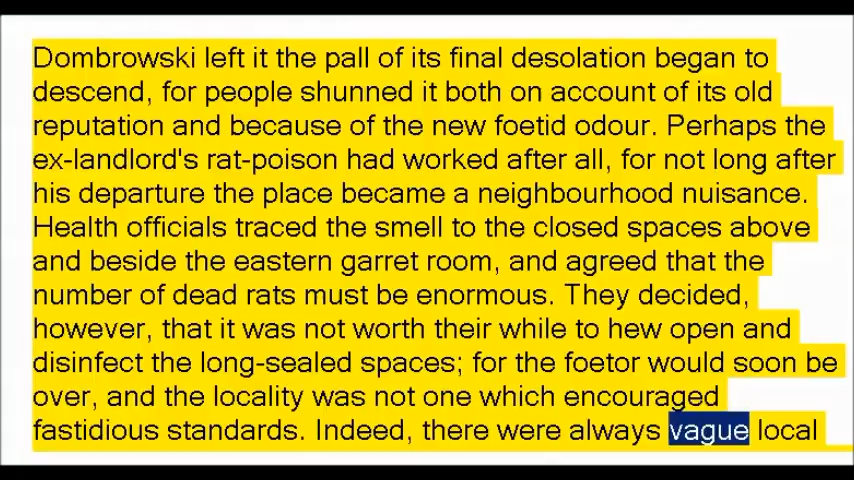 Dombrowski left it the pall of its final desolation began to
descend, for people shunned it both on account of its old
reputation and because of the new foetid odour. Perhaps the
ex-landlord's rat-poison had worked after all, for not long after
his departure the place became a neighbourhood nuisance.
Health officials traced the smell to the closed spaces above
and beside the eastern garret room, and agreed that the
number of dead rats must be enormous. They decided,
however, that it was not worth their while to hew open and
disinfect the long-sealed spaces; for the foetor would soon be
over, and the locality was not one which encouraged
fastidious standards. Indeed, there were always vague local